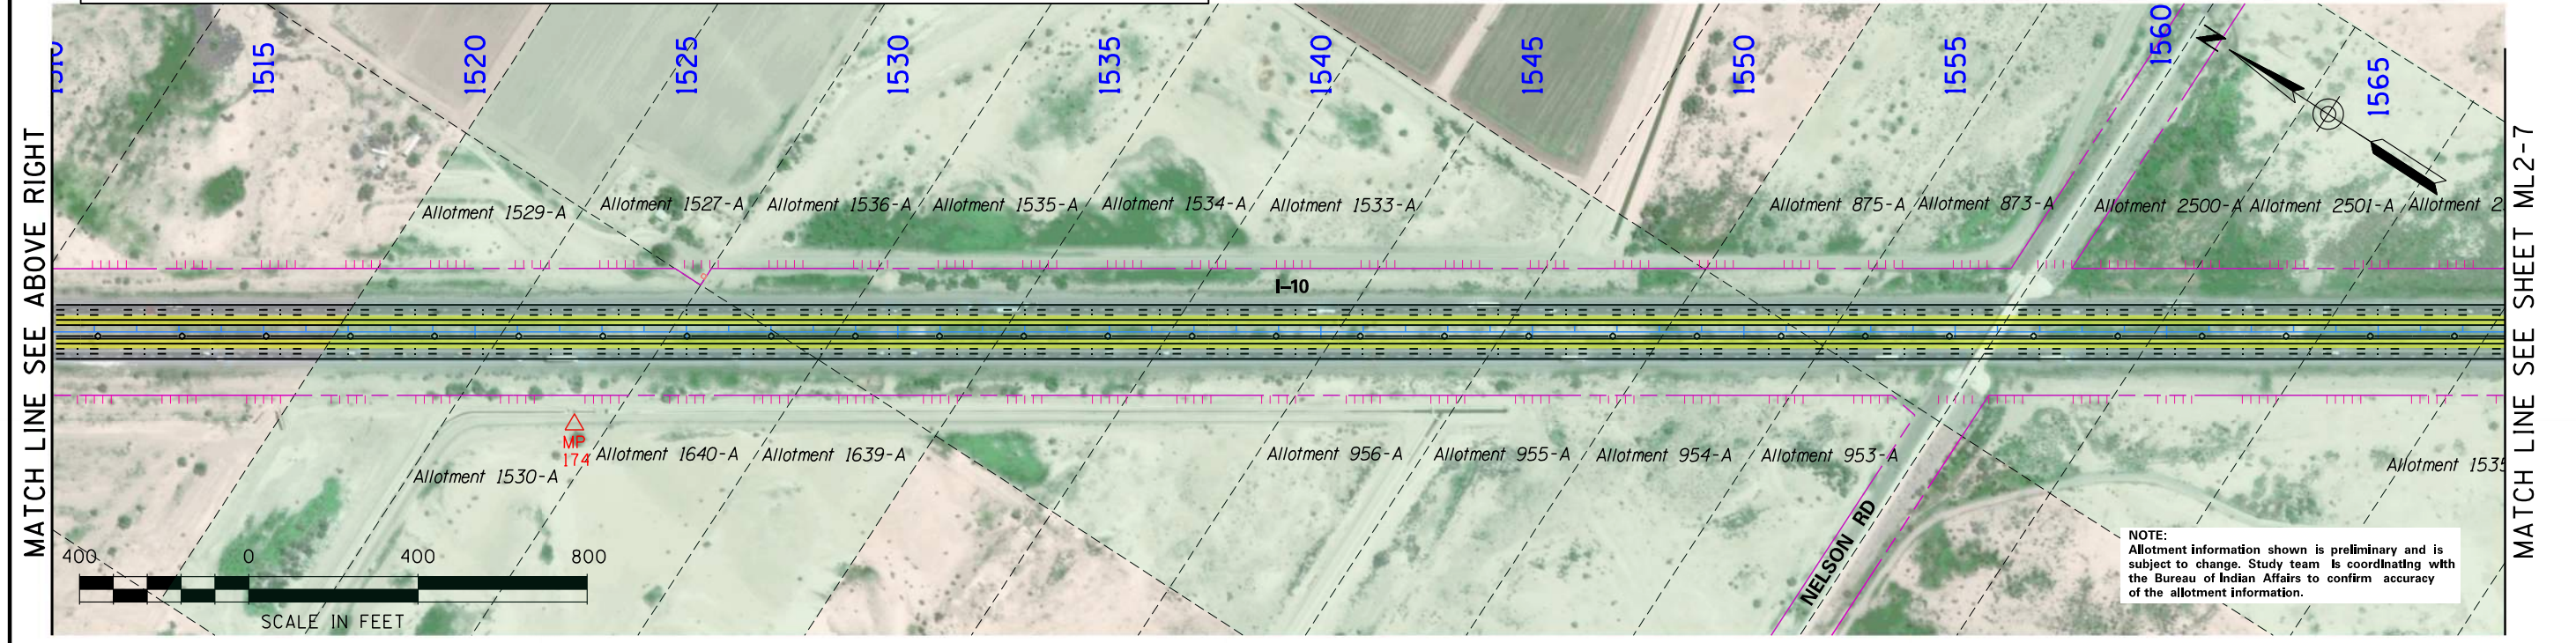 MATCH LINE SEE ABOVE RIGHT
1510
1515
1520
1525
1530
1535
1540
1545
1550
1555
1560
1565
N
Allotment 1529-A
Allotment 1527-A
Allotment 1536-A
Allotment 1535-A
Allotment 1534-A
Allotment 1533-A
Allotment 875-A
Allotment 873-A
Allotment 2500-A
Allotment 2501-A
Allotment 2
I-10
MP
174
Allotment 1530-A
Allotment 1640-A
Allotment 1639-A
Allotment 956-A
Allotment 955-A
Allotment 954-A
Allotment 953-A
Allotment 1535
NELSON RD
400 0 400 800
SCALE IN FEET
NOTE:
Allotment information shown is preliminary and is
subject to change. Study team is coordinating with
the Bureau of Indian Affairs to confirm accuracy
of the allotment information.
MATCH LINE SEE SHEET ML2-7